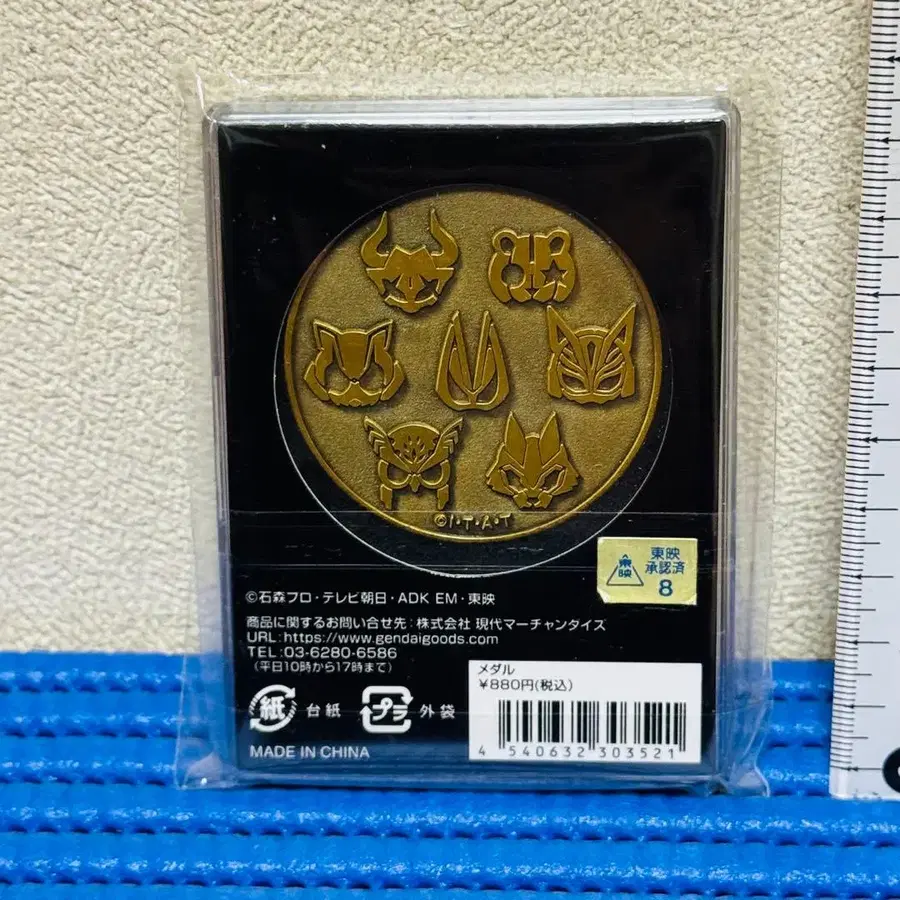 ©I・T・A・T
東映
東映
承認済
8
©石森プロ・テレビ朝日・ADK EM・東映
商品に関するお問い合せ先：株式会社 現代マーチャンダイス
URL:https://www.gendaigoods.com
TEL:03-6280-6586
（平日10時から17時まで）
メダル
¥880円(税込)
紙 台紙 プラ 外袋
4 540632 303521
MADE IN CHINA